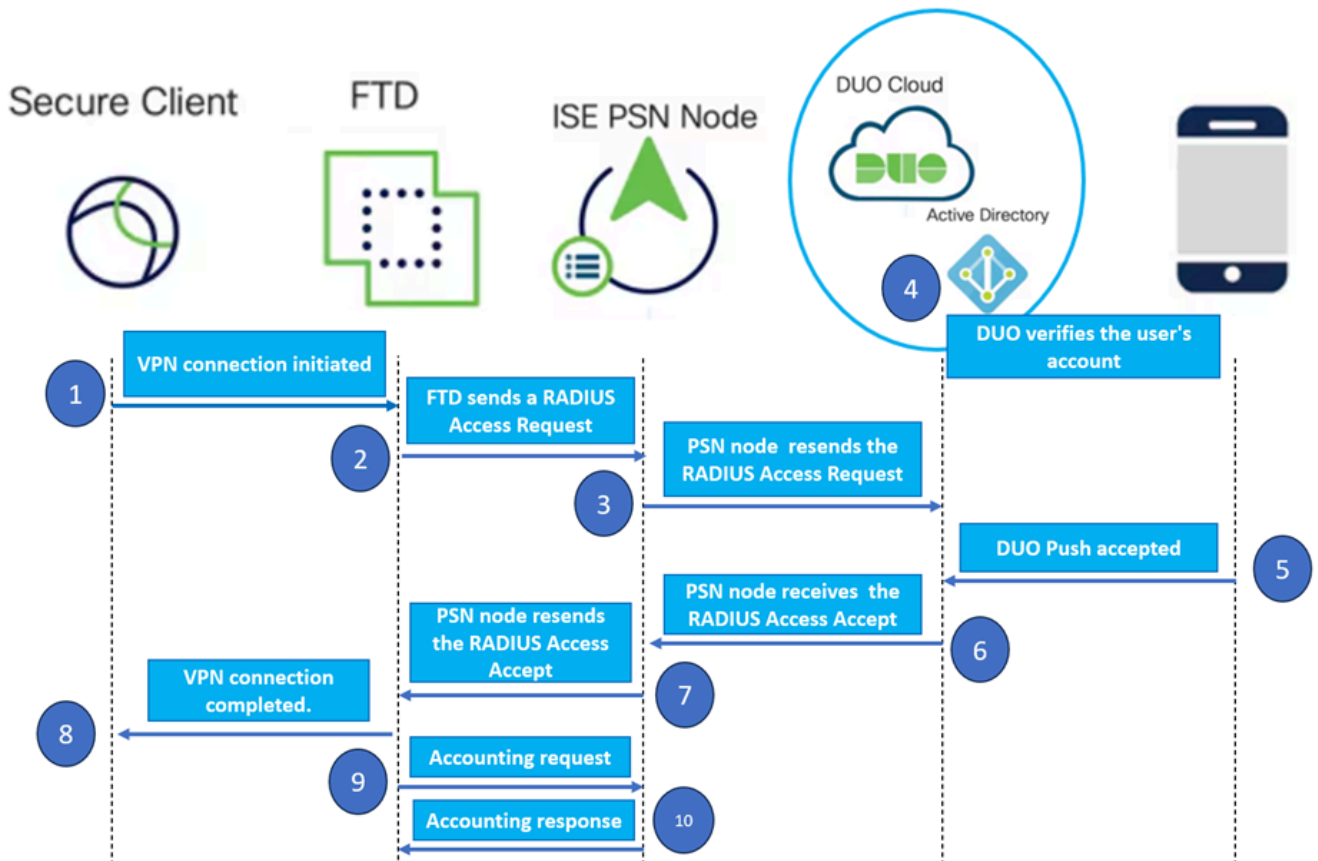 Secure Client
FTD
ISE PSN Node
DUO Cloud
DUO
Active Directory
4
DUO verifies the user's
account
VPN connection initiated
1
FTD sends a RADIUS
Access Request
2
PSN node  resends the
RADIUS Access Request
3
DUO Push accepted
5
PSN node receives  the
RADIUS Access Accept
6
PSN node resends
the RADIUS Access
Accept
7
VPN connection
completed.
8
Accounting request
9
Accounting response
10